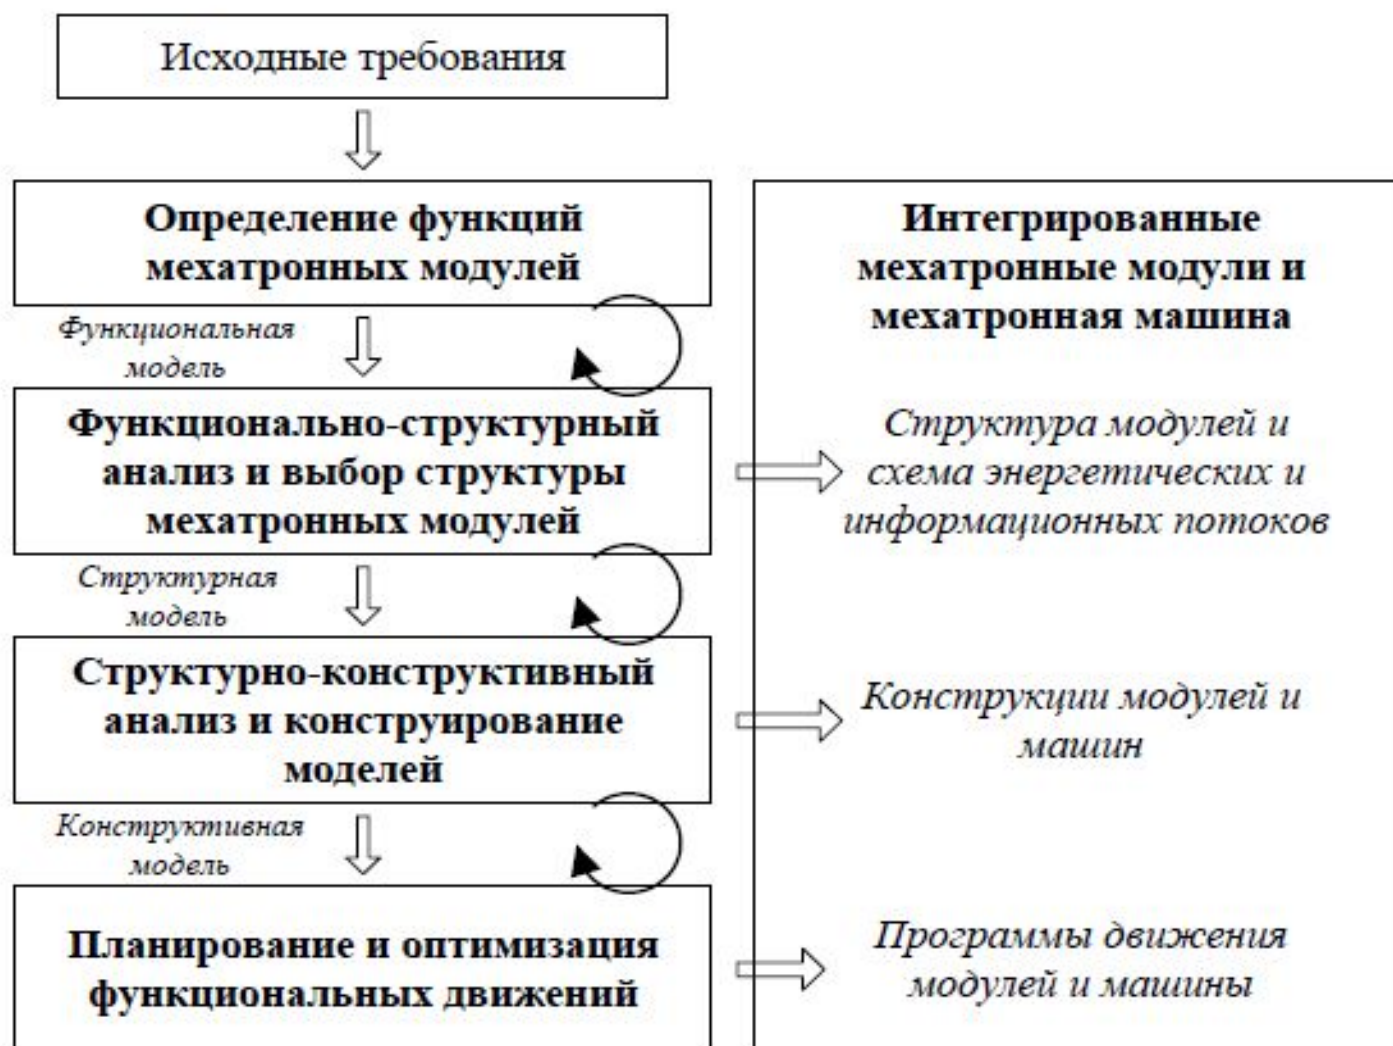 Исходные требования
Определение функций
мехатронных модулей
Функциональная
модель
Функционально-структурный
анализ и выбор структуры
мехатронных модулей
Структурная
модель
Структурно-конструктивный
анализ и конструирование
моделей
Конструктивная
модель
Планирование и оптимизация
функциональных движений
Интегрированные
мехатронные модули и
мехатронная машина
Структура модулей и
схема энергетических и
информационных потоков
Конструкции модулей и
машин
Программы движения
модулей и машины